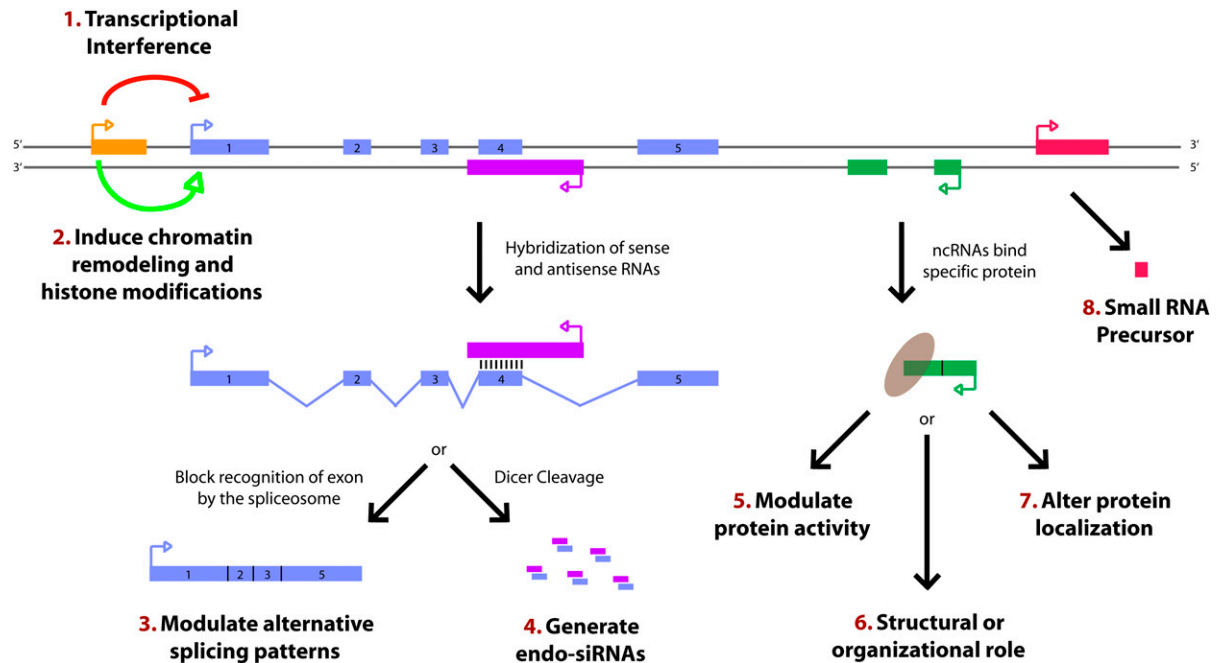 1. Transcriptional
Interference
5′
1
2
3
4
5
3′
3′
5′
2. Induce chromatin
remodeling and
histone modifications
Hybridization of sense
and antisense RNAs
ncRNAs bind
specific protein
8. Small RNA
Precursor
1
2
3
4
5
or
or
Block recognition of exon
by the spliceosome
Dicer Cleavage
5. Modulate
protein activity
7. Alter protein
localization
1
2
3
5
3. Modulate alternative
splicing patterns
4. Generate
endo-siRNAs
6. Structural or
organizational role